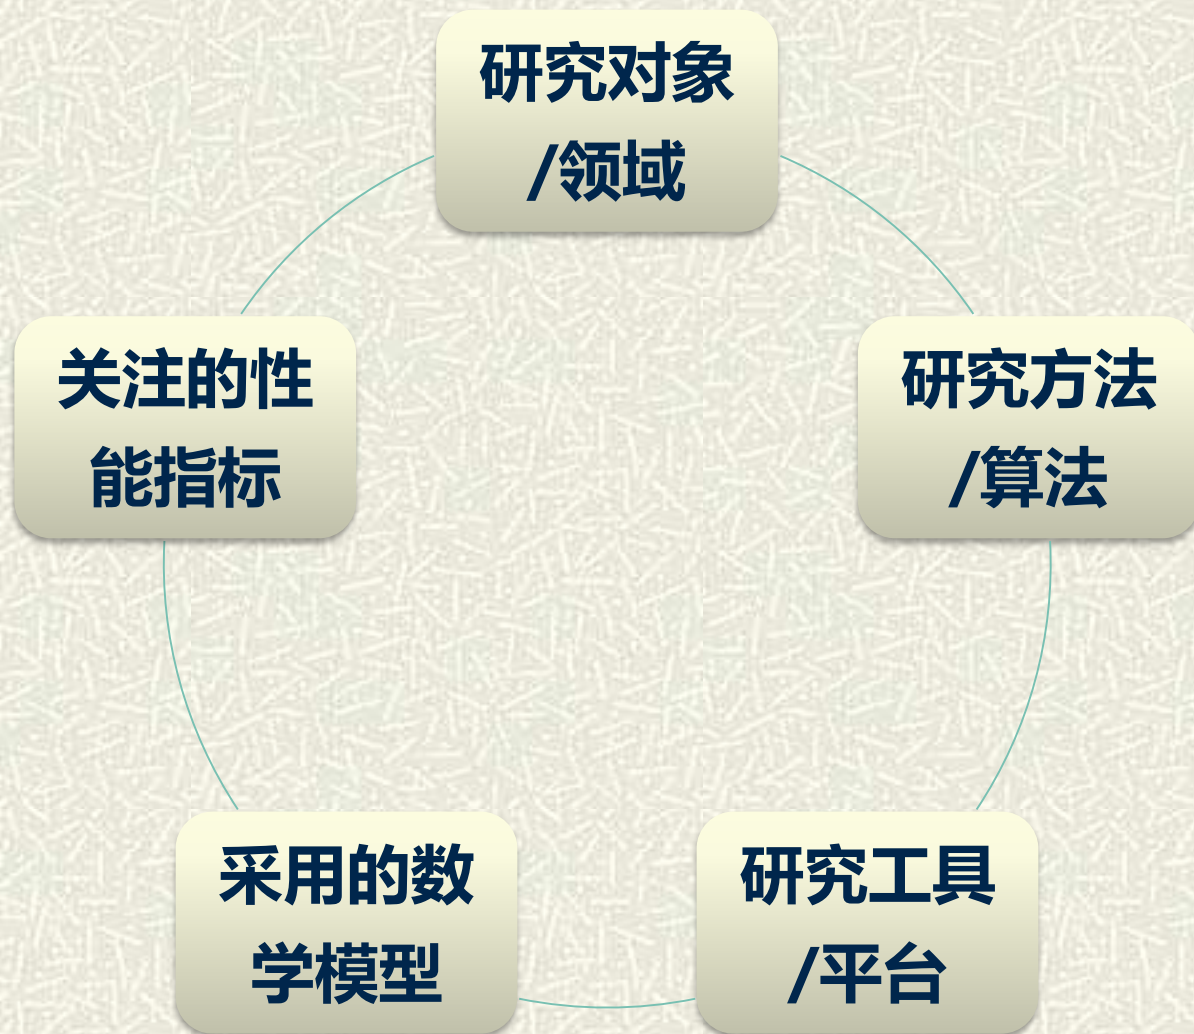 研究对象
/领域
研究方法
/算法
研究工具
/平台
采用的数
学模型
关注的性
能指标